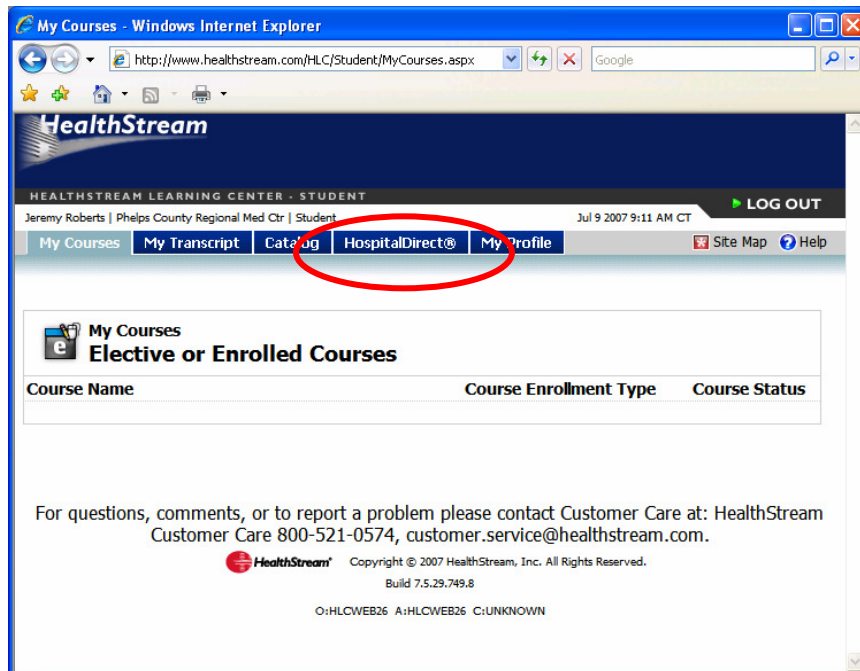 My Courses - Windows Internet Explorer
http://www.healthstream.com/HLC/Student/MyCourses.aspx Google
HealthStream
HEALTHSTREAM LEARNING CENTER - STUDENT
LOG OUT
Jeremy Roberts | Phelps County Regional Med Ctr | Student Jul 9 2007 9:11 AM CT
My Courses My Transcript Catalog HospitalDirect® My Profile Site Map Help
My Courses
Elective or Enrolled Courses
Course Name Course Enrollment Type Course Status
For questions, comments, or to report a problem please contact Customer Care at: HealthStream
Customer Care 800-521-0574, customer.service@healthstream.com.
HealthStream® Copyright © 2007 HealthStream, Inc. All Rights Reserved.
Build 7.5.29.749.8
O:HLCWEB26 A:HLCWEB26 C:UNKNOWN